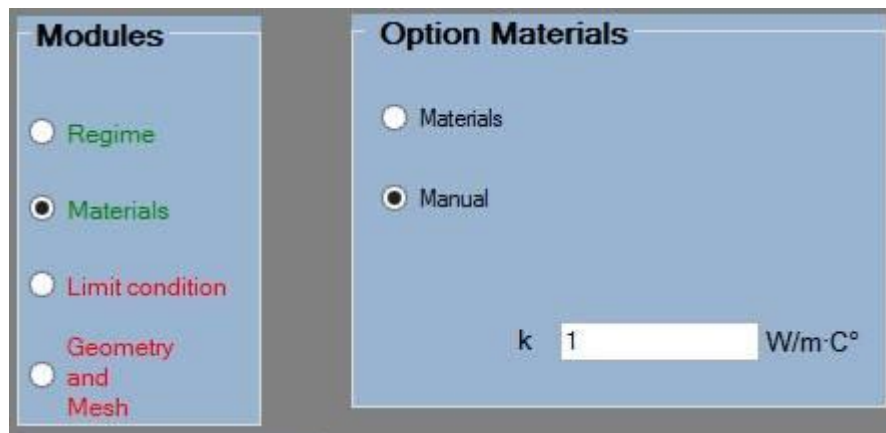 Modules
Regime
Materials
Limit condition
Geometry
and
Mesh
Option Materials
Materials
Manual
k 1 W/m·C°